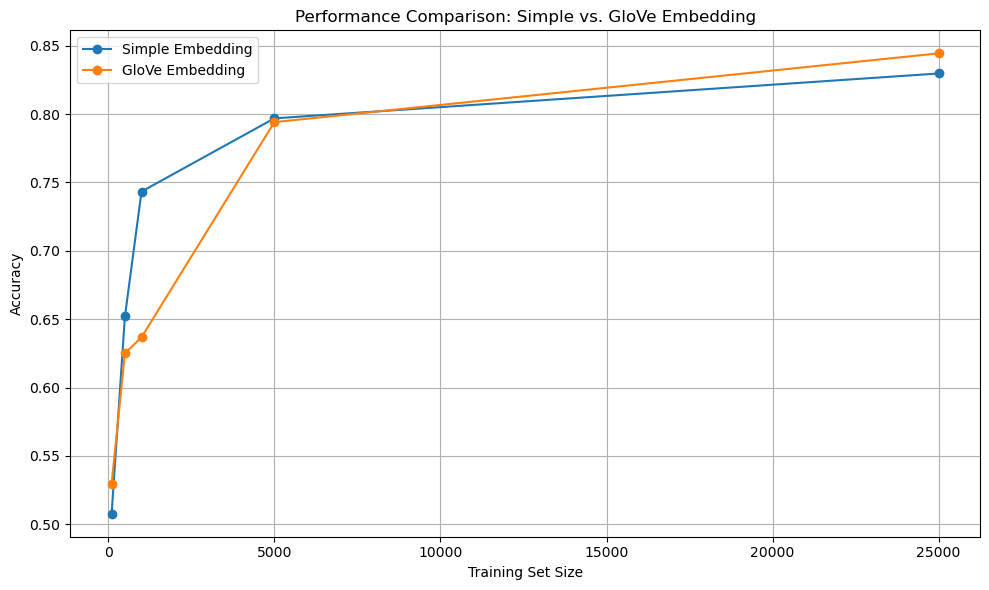 Performance Comparison: Simple vs. GloVe Embedding
Simple Embedding
GloVe Embedding
0.85
0.80
0.75
0.70
0.65
0.60
0.55
0.50
Accuracy
0
5000
10000
15000
20000
25000
Training Set Size